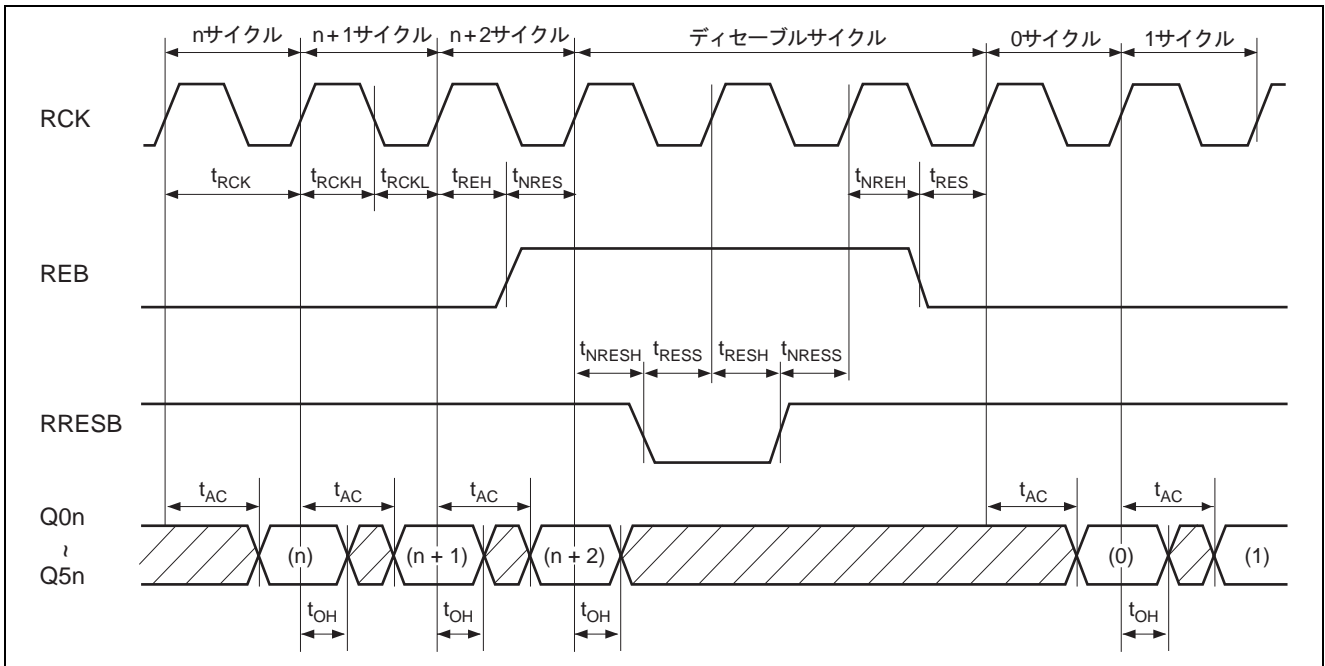 nサイクル n+1サイクル n+2サイクル ディセーブルサイクル 0サイクル 1サイクル
RCK
tRCK tRCKH tRCKL tREH tNRES tNREH tRES
REB
tNRESH tRESS tRESH tNRESS
RRESB
tAC tAC tAC tAC tAC
Q0n
~
Q5n
(n) (n + 1) (n + 2) (0) (1)
tOH tOH tOH tOH